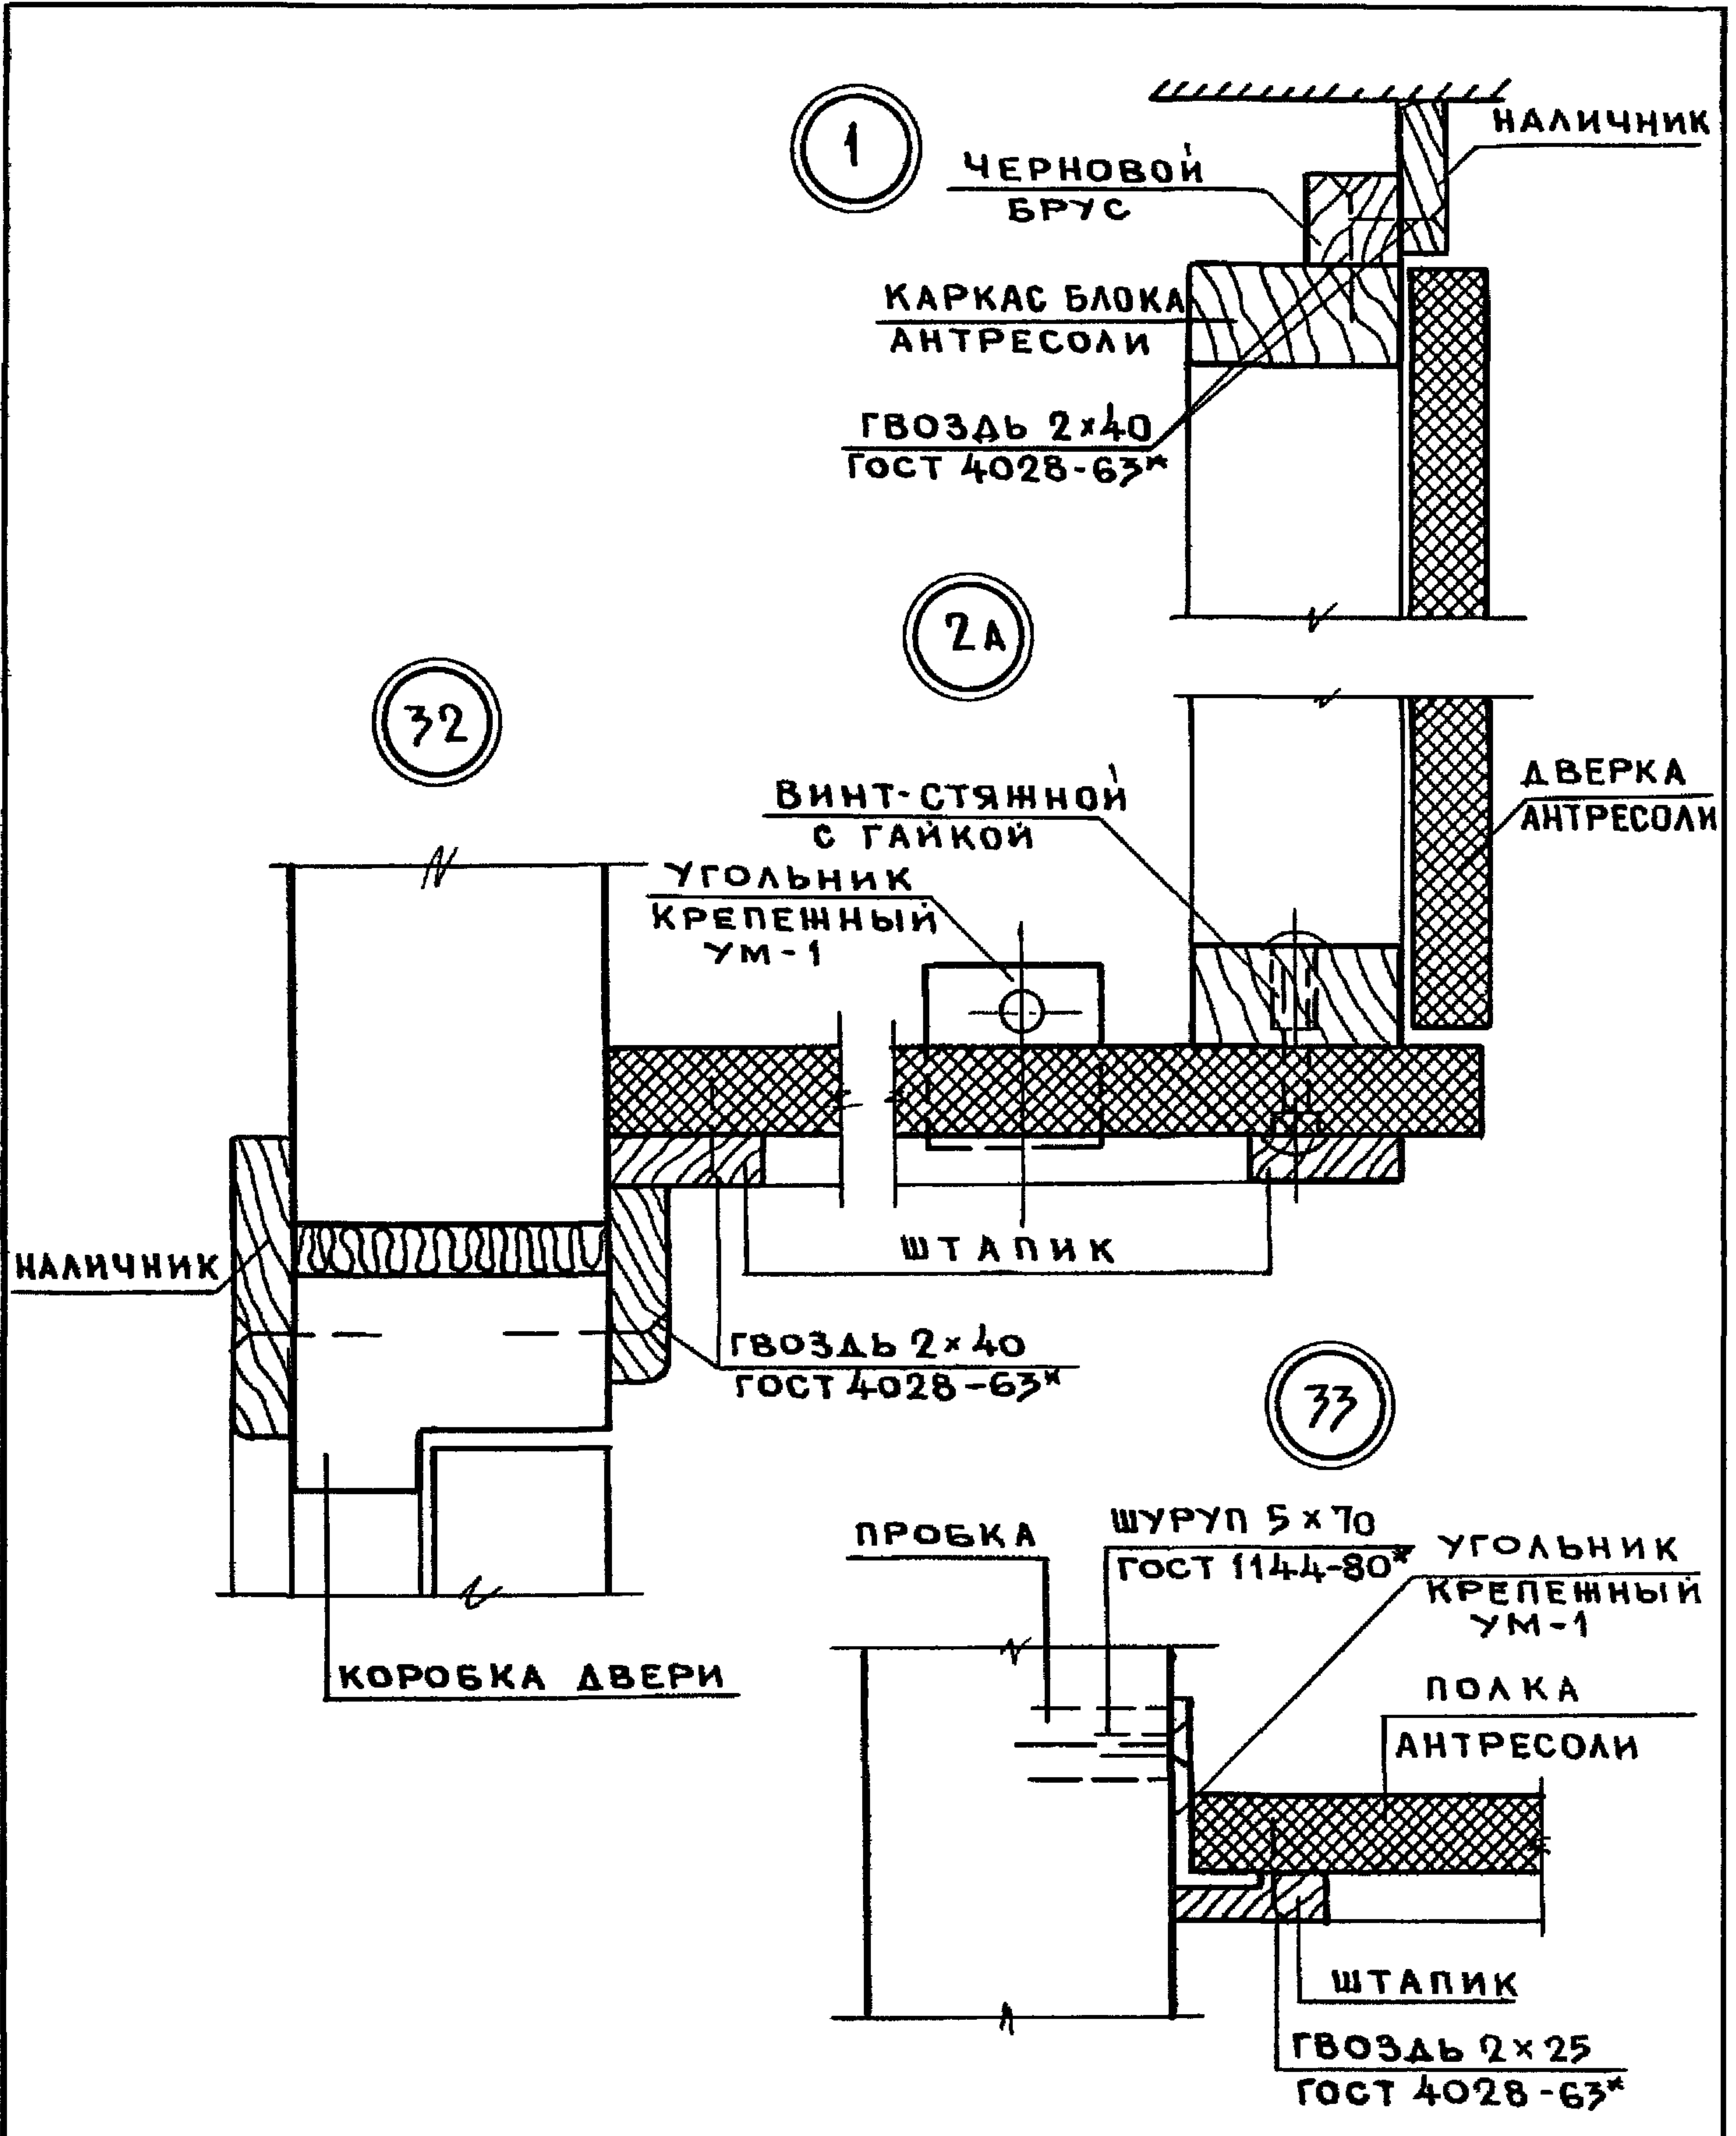 1
НАЛИЧНИК
ЧЕРНОВОЙ
БРУС
КАРКАС БЛОКА
АНТРЕСОЛИ
ГВОЗДЬ 2×40
ГОСТ 4028-63*
2А
32
ДВЕРКА
АНТРЕСОЛИ
ВИНТ-СТЯЖНОЙ
С ГАЙКОЙ
УГОЛЬНИК
КРЕПЕЖНЫЙ
УМ-1
НАЛИЧНИК
ШТАПИК
ГВОЗДЬ 2×40
ГОСТ 4028-63*
33
КОРОБКА ДВЕРИ
ПРОБКА
ШУРУП 5×70
ГОСТ 1144-80*
УГОЛЬНИК
КРЕПЕЖНЫЙ
УМ-1
ПОЛКА
АНТРЕСОЛИ
ШТАПИК
ГВОЗДЬ 2×25
ГОСТ 4028-63*